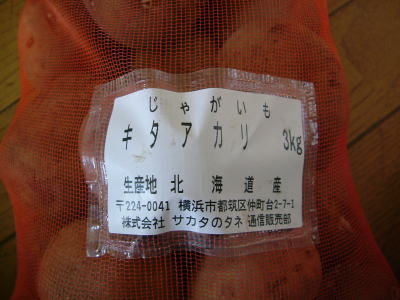 じゃがいも
キタアカリ 3kg
生産地 北海道産
〒224-0041 横浜市都筑区仲町台2-7-1
株式会社 サカタのタネ 通信販売部